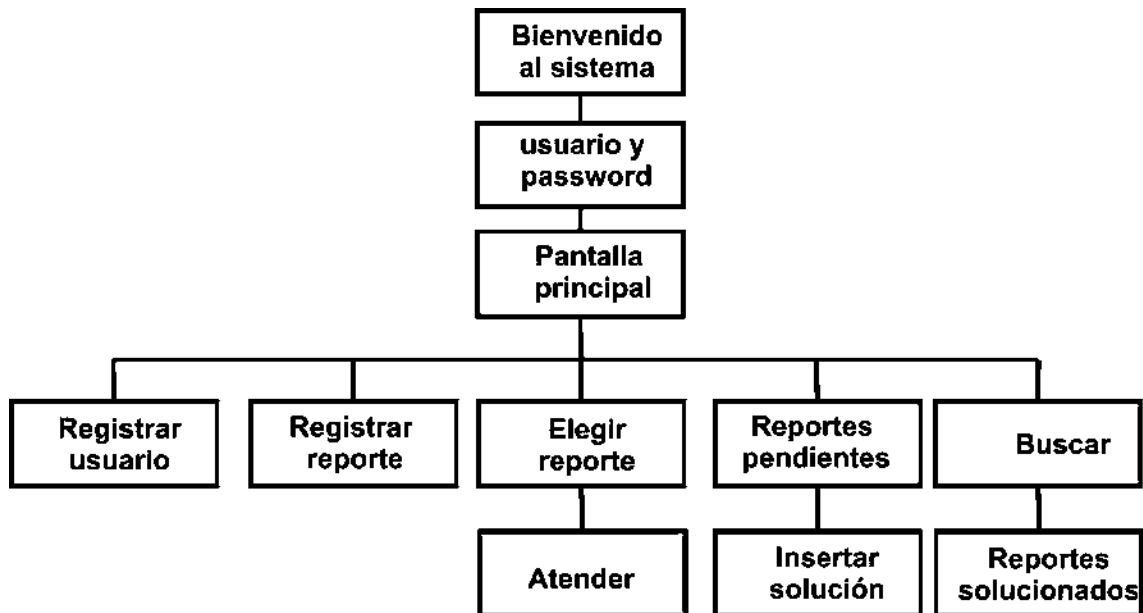 Bienvenido
al sistema
usuario y
password
Pantalla
principal
Registrar
usuario
Registrar
reporte
Elegir
reporte
Reportes
pendientes
Buscar
Atender
Insertar
solución
Reportes
solucionados